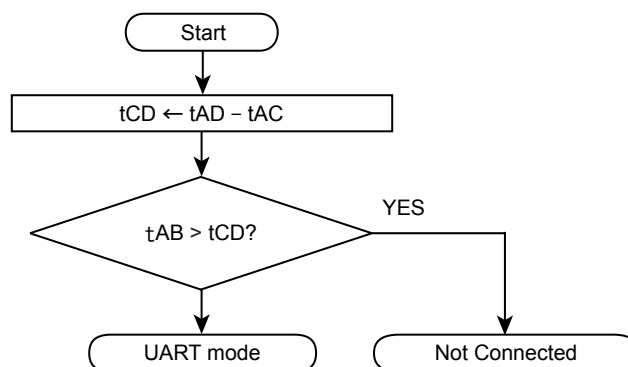 Start
tCD ← tAD − tAC
tAB > tCD?
YES
UART mode
Not Connected